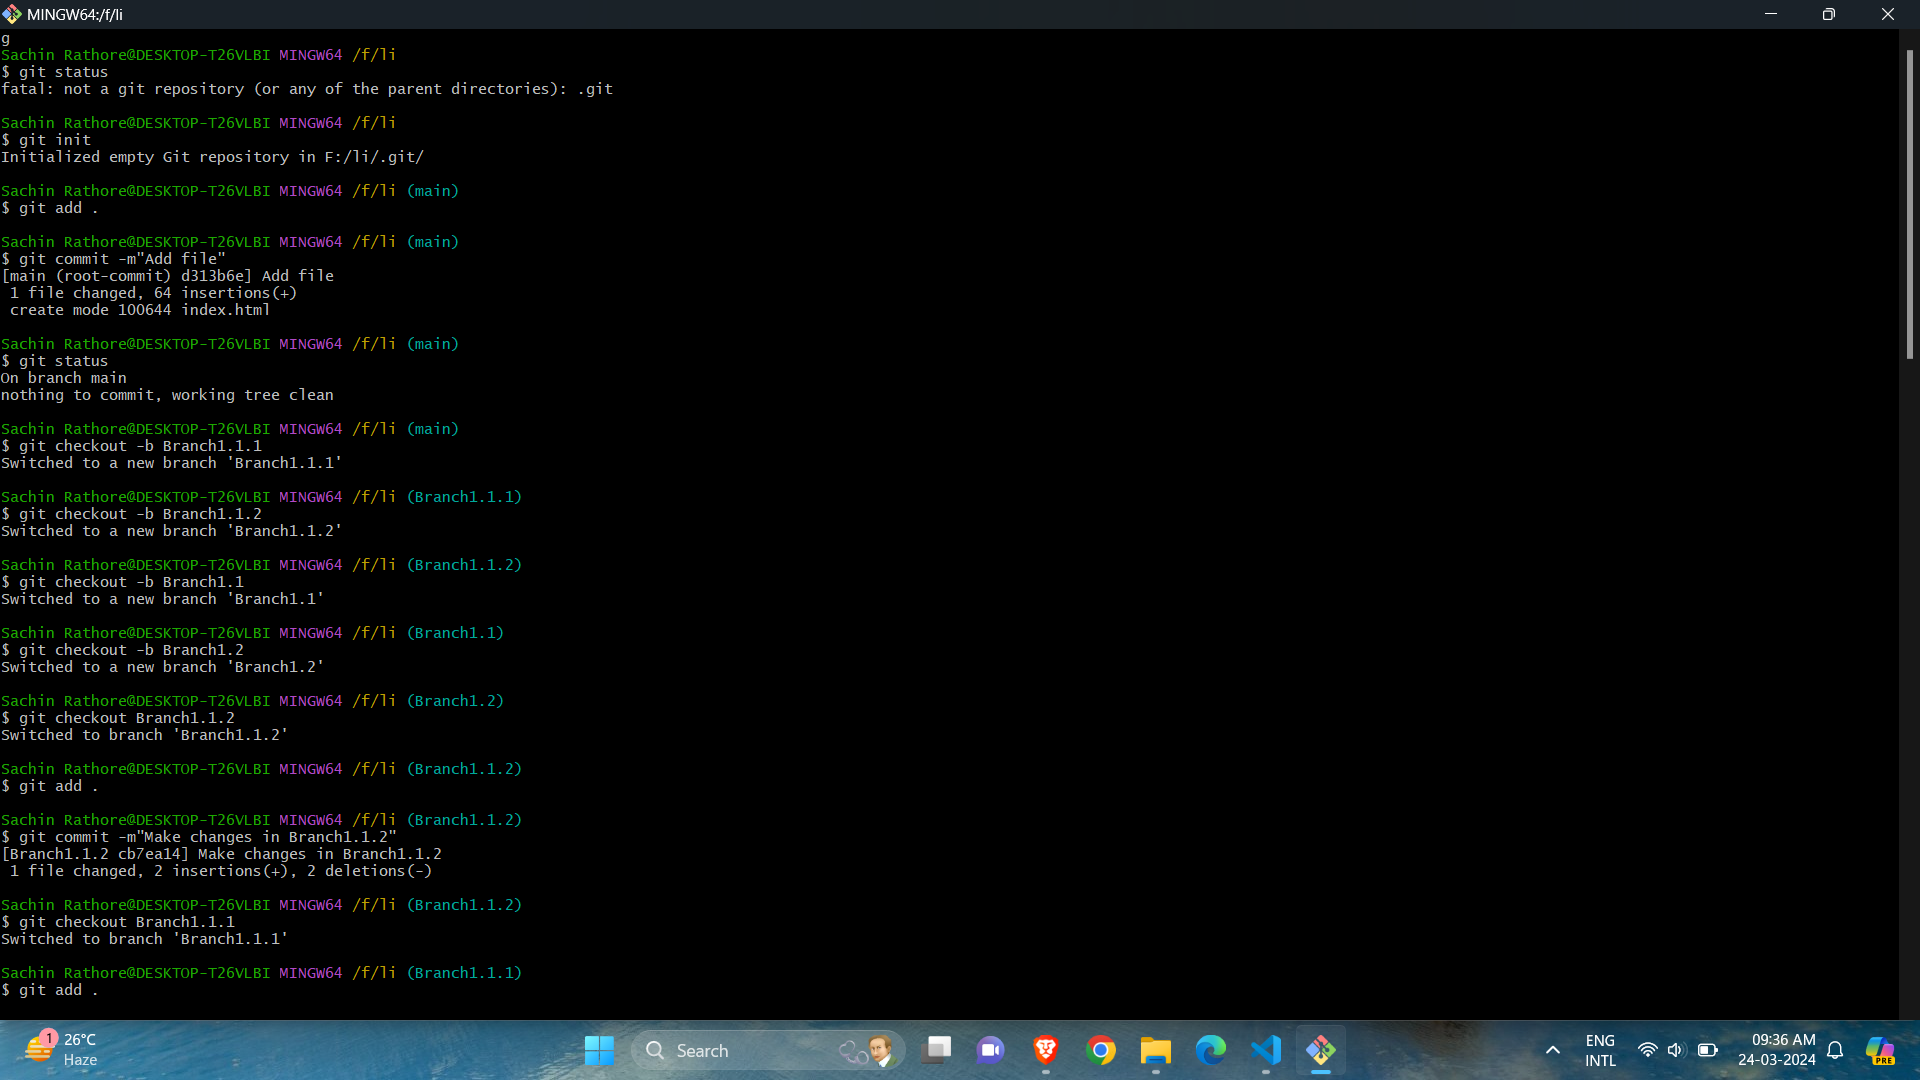 MINGW64:/f/li
g
Sachin Rathore@DESKTOP-T26VLBI MINGW64 /f/li
$ git status
fatal: not a git repository (or any of the parent directories): .git
Sachin Rathore@DESKTOP-T26VLBI MINGW64 /f/li
$ git init
Initialized empty Git repository in F:/li/.git/
Sachin Rathore@DESKTOP-T26VLBI MINGW64 /f/li (main)
$ git add .
Sachin Rathore@DESKTOP-T26VLBI MINGW64 /f/li (main)
$ git commit -m"Add file"
[main (root-commit) d313b6e] Add file
 1 file changed, 64 insertions(+)
 create mode 100644 index.html
Sachin Rathore@DESKTOP-T26VLBI MINGW64 /f/li (main)
$ git status
On branch main
nothing to commit, working tree clean
Sachin Rathore@DESKTOP-T26VLBI MINGW64 /f/li (main)
$ git checkout -b Branch1.1.1
Switched to a new branch 'Branch1.1.1'
Sachin Rathore@DESKTOP-T26VLBI MINGW64 /f/li (Branch1.1.1)
$ git checkout -b Branch1.1.2
Switched to a new branch 'Branch1.1.2'
Sachin Rathore@DESKTOP-T26VLBI MINGW64 /f/li (Branch1.1.2)
$ git checkout -b Branch1.1
Switched to a new branch 'Branch1.1'
Sachin Rathore@DESKTOP-T26VLBI MINGW64 /f/li (Branch1.1)
$ git checkout -b Branch1.2
Switched to a new branch 'Branch1.2'
Sachin Rathore@DESKTOP-T26VLBI MINGW64 /f/li (Branch1.2)
$ git checkout Branch1.1.2
Switched to branch 'Branch1.1.2'
Sachin Rathore@DESKTOP-T26VLBI MINGW64 /f/li (Branch1.1.2)
$ git add .
Sachin Rathore@DESKTOP-T26VLBI MINGW64 /f/li (Branch1.1.2)
$ git commit -m"Make changes in Branch1.1.2"
[Branch1.1.2 cb7ea14] Make changes in Branch1.1.2
 1 file changed, 2 insertions(+), 2 deletions(-)
Sachin Rathore@DESKTOP-T26VLBI MINGW64 /f/li (Branch1.1.2)
$ git checkout Branch1.1.1
Switched to branch 'Branch1.1.1'
Sachin Rathore@DESKTOP-T26VLBI MINGW64 /f/li (Branch1.1.1)
$ git add .
1
26°C
Haze
Search
ENG
INTL
09:36 AM
24-03-2024
PRE